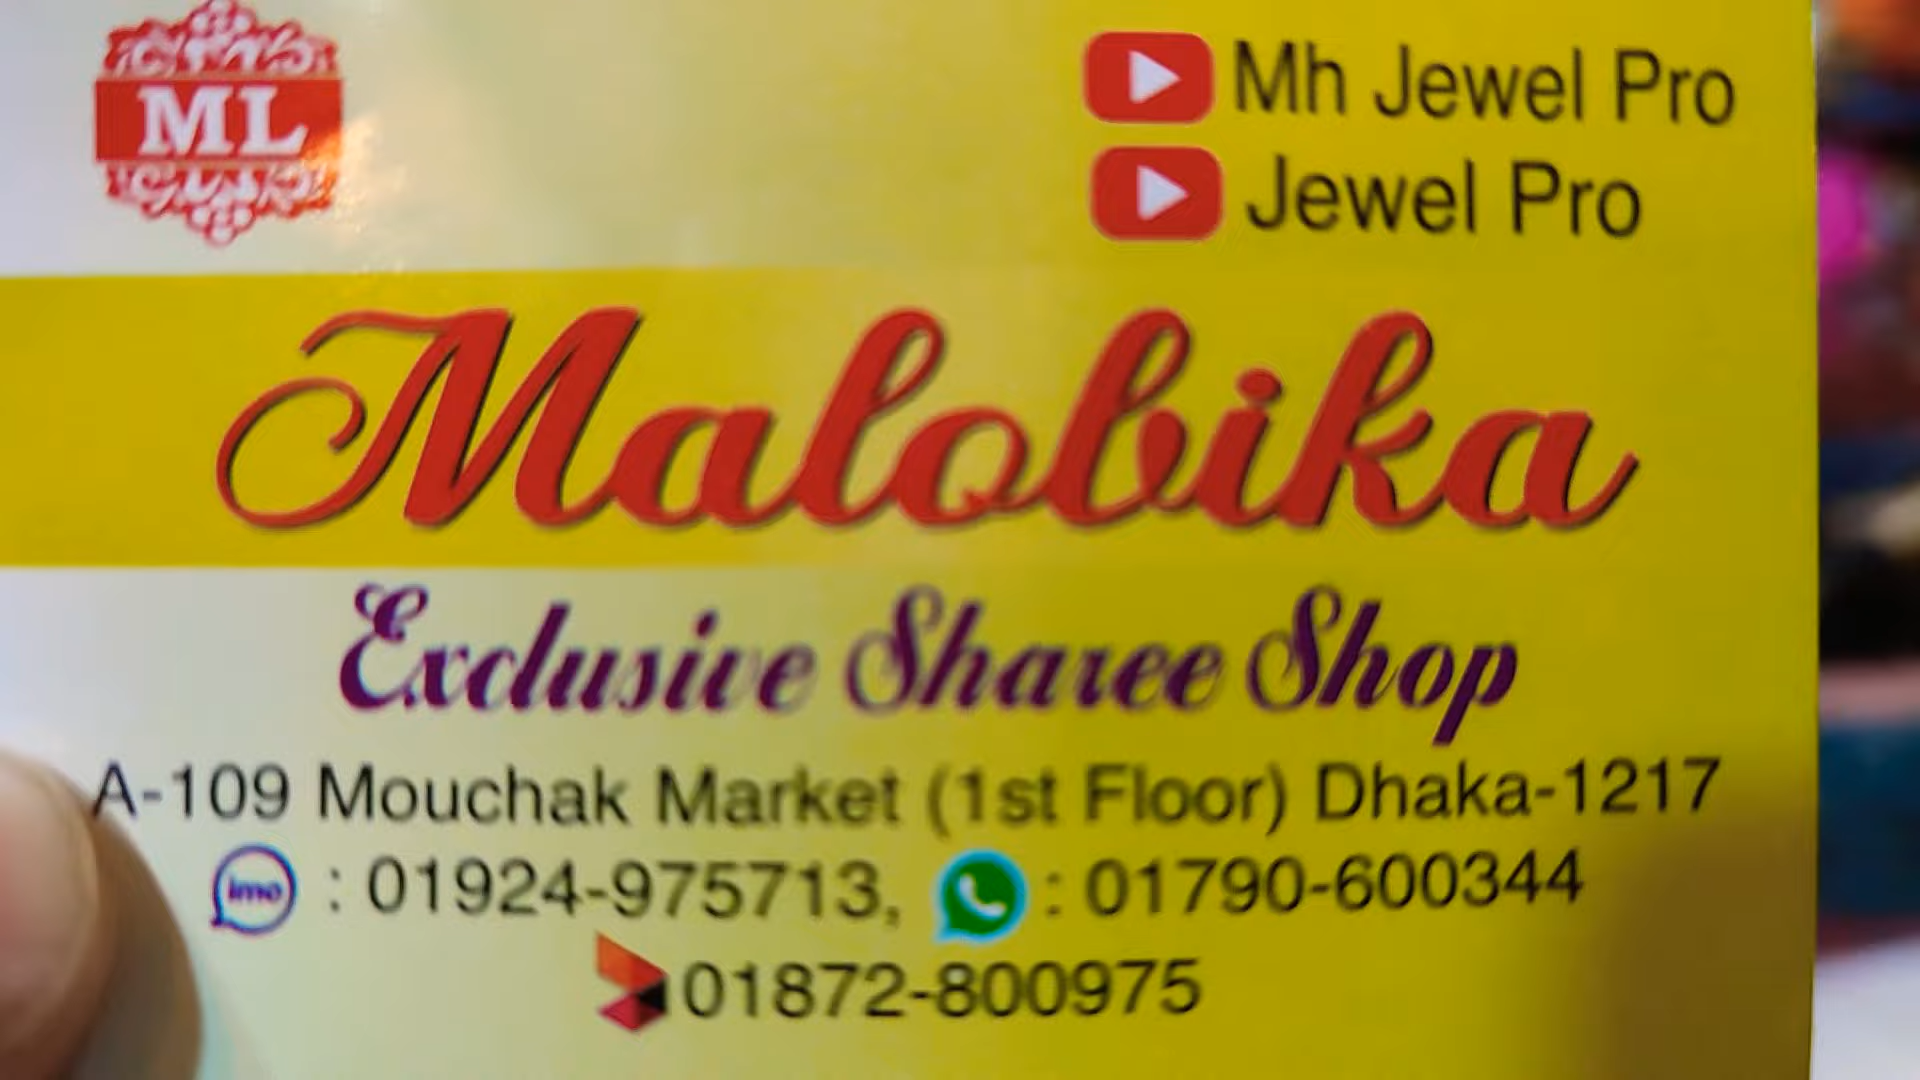 ML
Mh Jewel Pro
Jewel Pro
Malobika
Exclusive Sharee Shop
A-109 Mouchak Market (1st Floor) Dhaka-1217
imo : 01924-975713, : 01790-600344
01872-800975